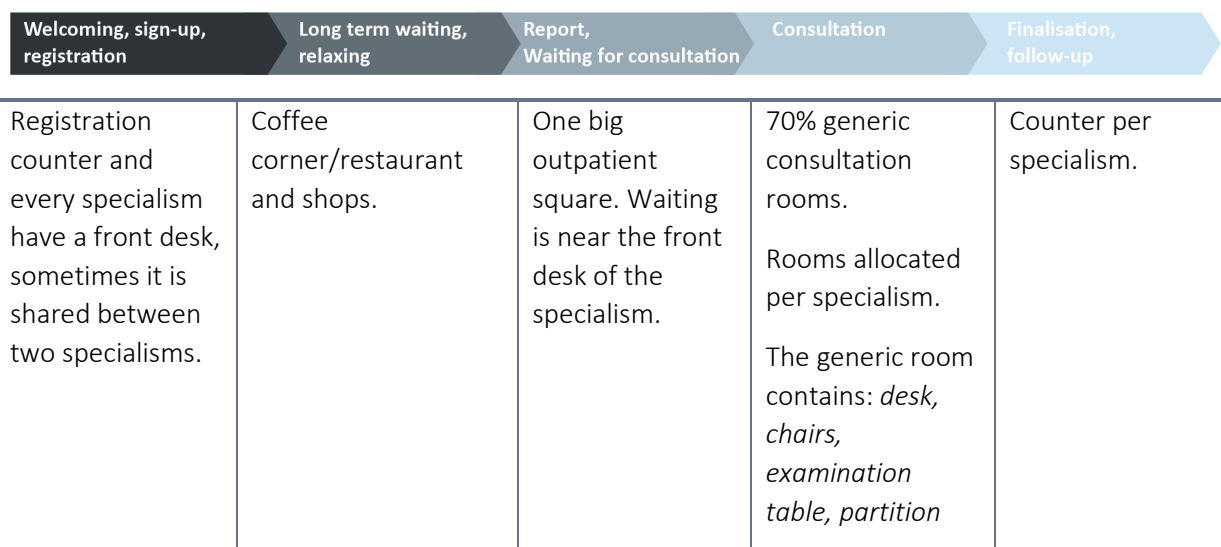 Welcoming, sign-up,
registration
Long term waiting,
relaxing
Report,
Waiting for consultation
Consultation
Finalisation,
follow-up
Registration
counter and
every specialism
have a front desk,
sometimes it is
shared between
two specialisms.
Coffee
corner/restaurant
and shops.
One big
outpatient
square. Waiting
is near the front
desk of the
specialism.
70% generic
consultation
rooms.
Rooms allocated
per specialism.
The generic room
contains: desk,
chairs,
examination
table, partition
Counter per
specialism.